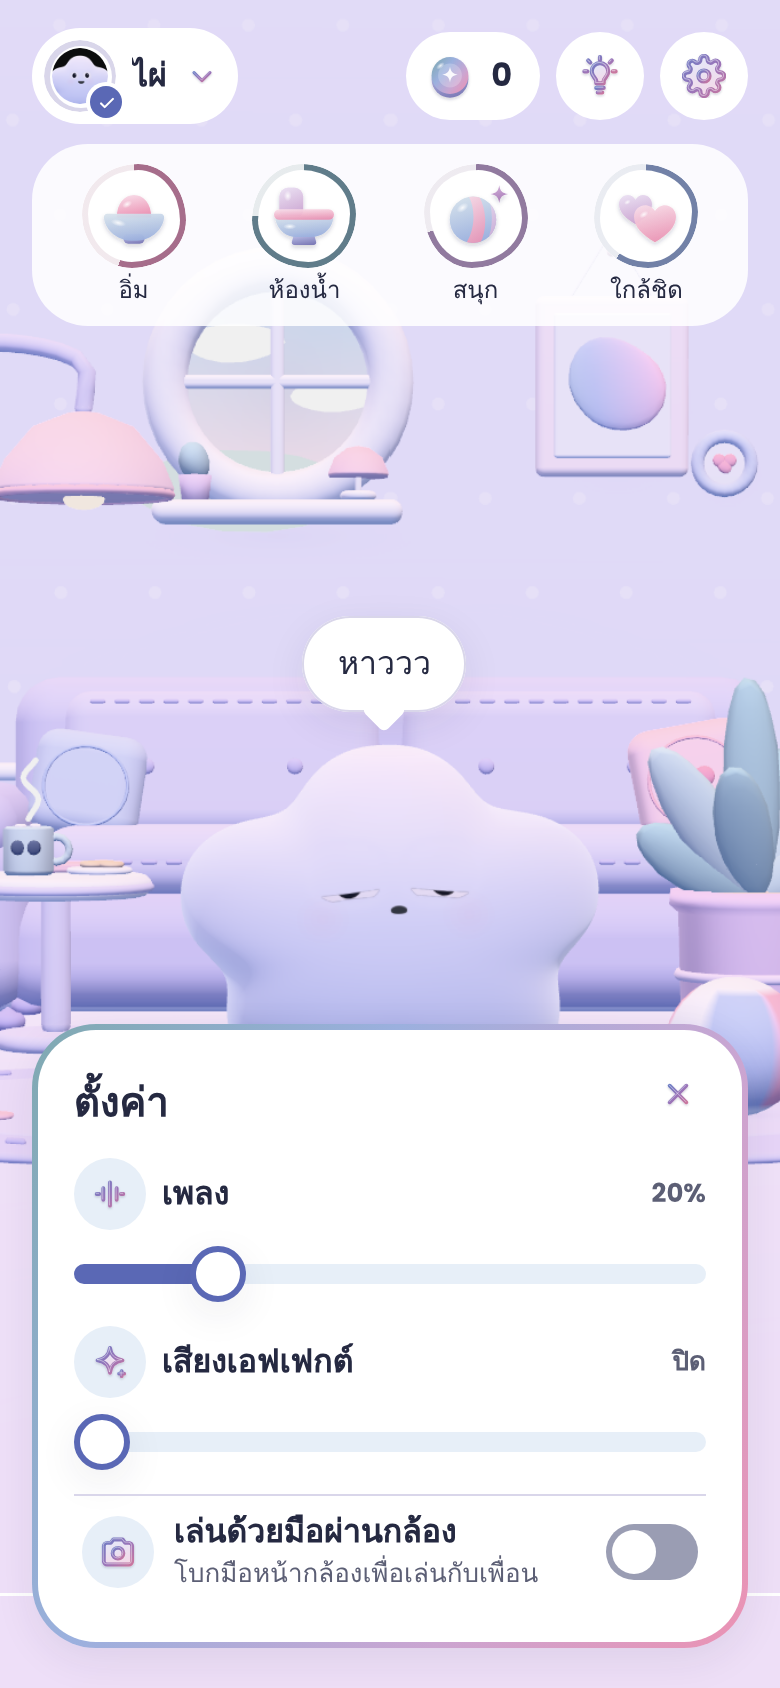 ไผ่
0
อิ่ม
ห้องน้ำ
สนุก
ใกล้ชิด
หาววว
ตั้งค่า
เพลง
20%
เสียงเอฟเฟกต์
ปิด
เล่นด้วยมือผ่านกล้อง
โบกมือหน้ากล้องเพื่อเล่นกับเพื่อน